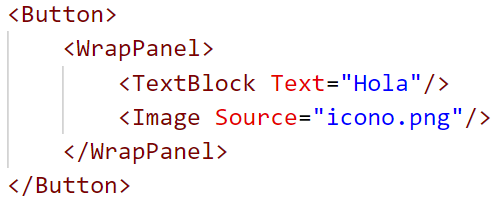 <Button>
<WrapPanel>
<TextBlock Text="Hola"/>
<Image Source="icono.png"/>
</WrapPanel>
</Button>